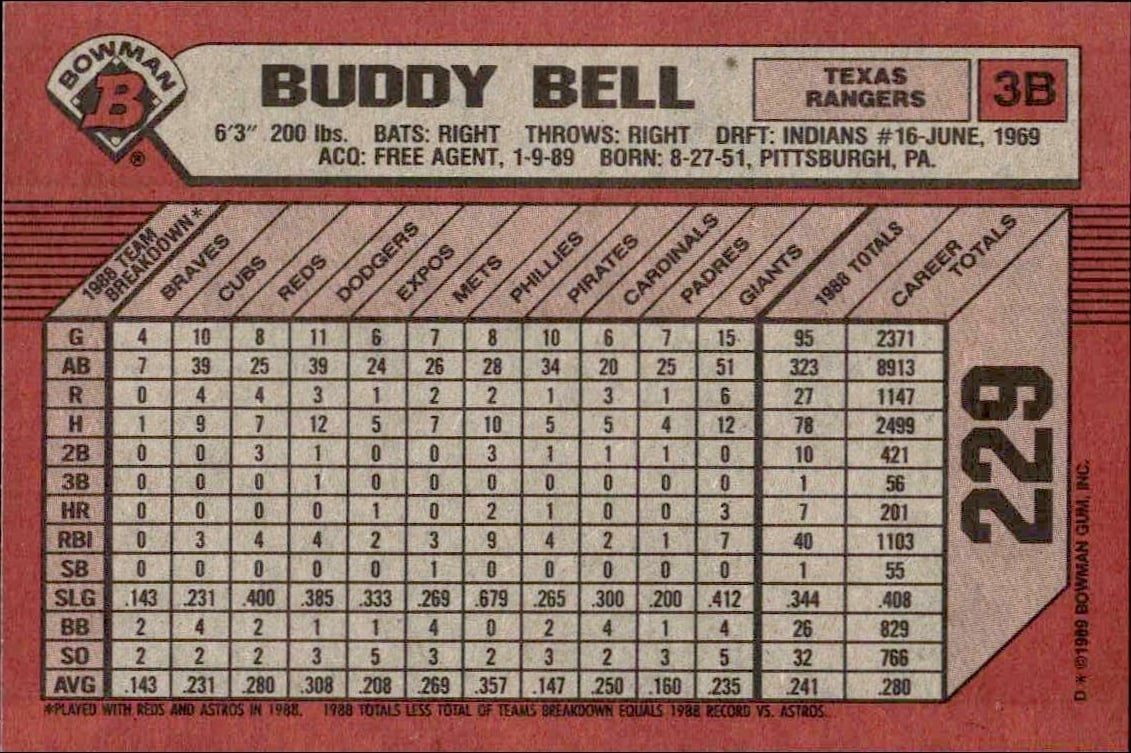 BOWMAN
B
®
BUDDY BELL
TEXAS
RANGERS
3B
6'3" 200 lbs. BATS: RIGHT THROWS: RIGHT DRFT: INDIANS #16-JUNE, 1969
ACQ: FREE AGENT, 1-9-89 BORN: 8-27-51, PITTSBURGH, PA.
1988 TEAM BREAKDOWN* BRAVES CUBS REDS DODGERS EXPOS METS PHILLIES PIRATES CARDINALS PADRES GIANTS 1988 TOTALS CAREER TOTALS
G 4 10 8 11 6 7 8 10 6 7 15 95 2371
AB 7 39 25 39 24 26 28 34 20 25 51 323 8913
R 0 4 4 3 1 2 2 1 3 1 6 27 1147
H 1 9 7 12 5 7 10 5 5 4 12 78 2499
2B 0 0 3 1 0 0 3 1 1 1 0 10 421
3B 0 0 0 1 0 0 0 0 0 0 0 1 56
HR 0 0 0 0 1 0 2 1 0 0 3 7 201
RBI 0 3 4 4 2 3 9 4 2 1 7 40 1103
SB 0 0 0 0 0 1 0 0 0 0 0 1 55
SLG .143 .231 .400 .385 .333 .269 .679 .265 .300 .200 .412 .344 .408
BB 2 4 2 1 1 4 0 2 4 1 4 26 829
SO 2 2 2 3 5 3 2 3 2 3 5 32 766
AVG .143 .231 .280 .308 .208 .269 .357 .147 .250 .160 .235 .241 .280
*PLAYED WITH REDS AND ASTROS IN 1988. 1988 TOTALS LESS TOTAL OF TEAMS BREAKDOWN EQUALS 1988 RECORD VS. ASTROS.
229
D*©1989 BOWMAN GUM, INC.